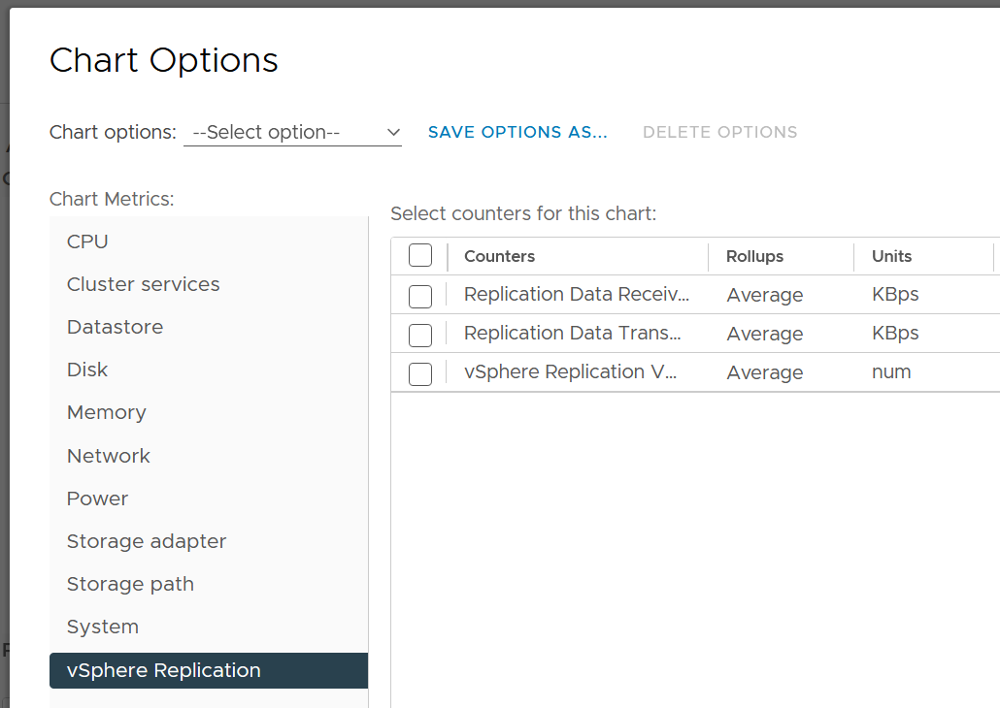 Chart Options
Chart options: --Select option-- SAVE OPTIONS AS... DELETE OPTIONS
Chart Metrics:
CPU
Cluster services
Datastore
Disk
Memory
Network
Power
Storage adapter
Storage path
System
vSphere Replication
Select counters for this chart:
Counters Rollups Units
Replication Data Receiv... Average KBps
Replication Data Trans... Average KBps
vSphere Replication V... Average num